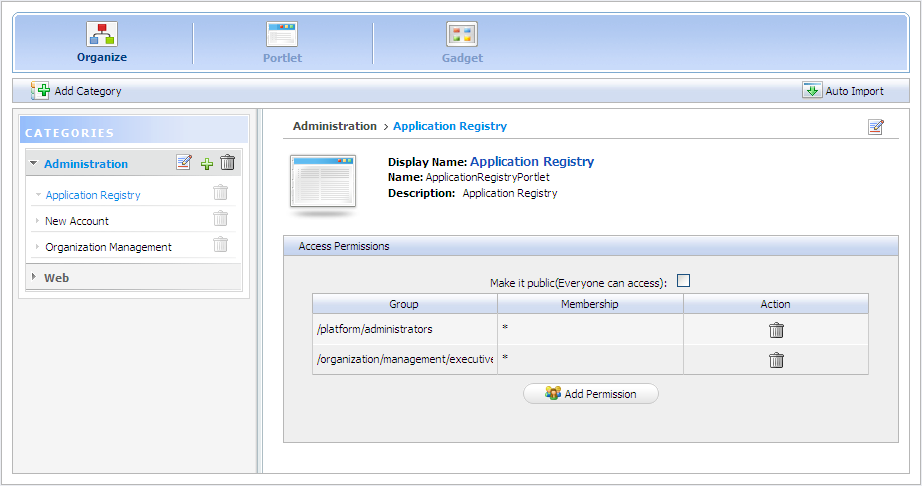 Organize
Portlet
Gadget
Add Category
Auto Import
CATEGORIES
Administration
Application Registry
New Account
Organization Management
Web
Administration > Application Registry
Display Name: Application Registry
Name: ApplicationRegistryPortlet
Description: Application Registry
Access Permissions
Make it public(Everyone can access):
Group Membership Action
/platform/administrators *
/organization/management/executive *
Add Permission